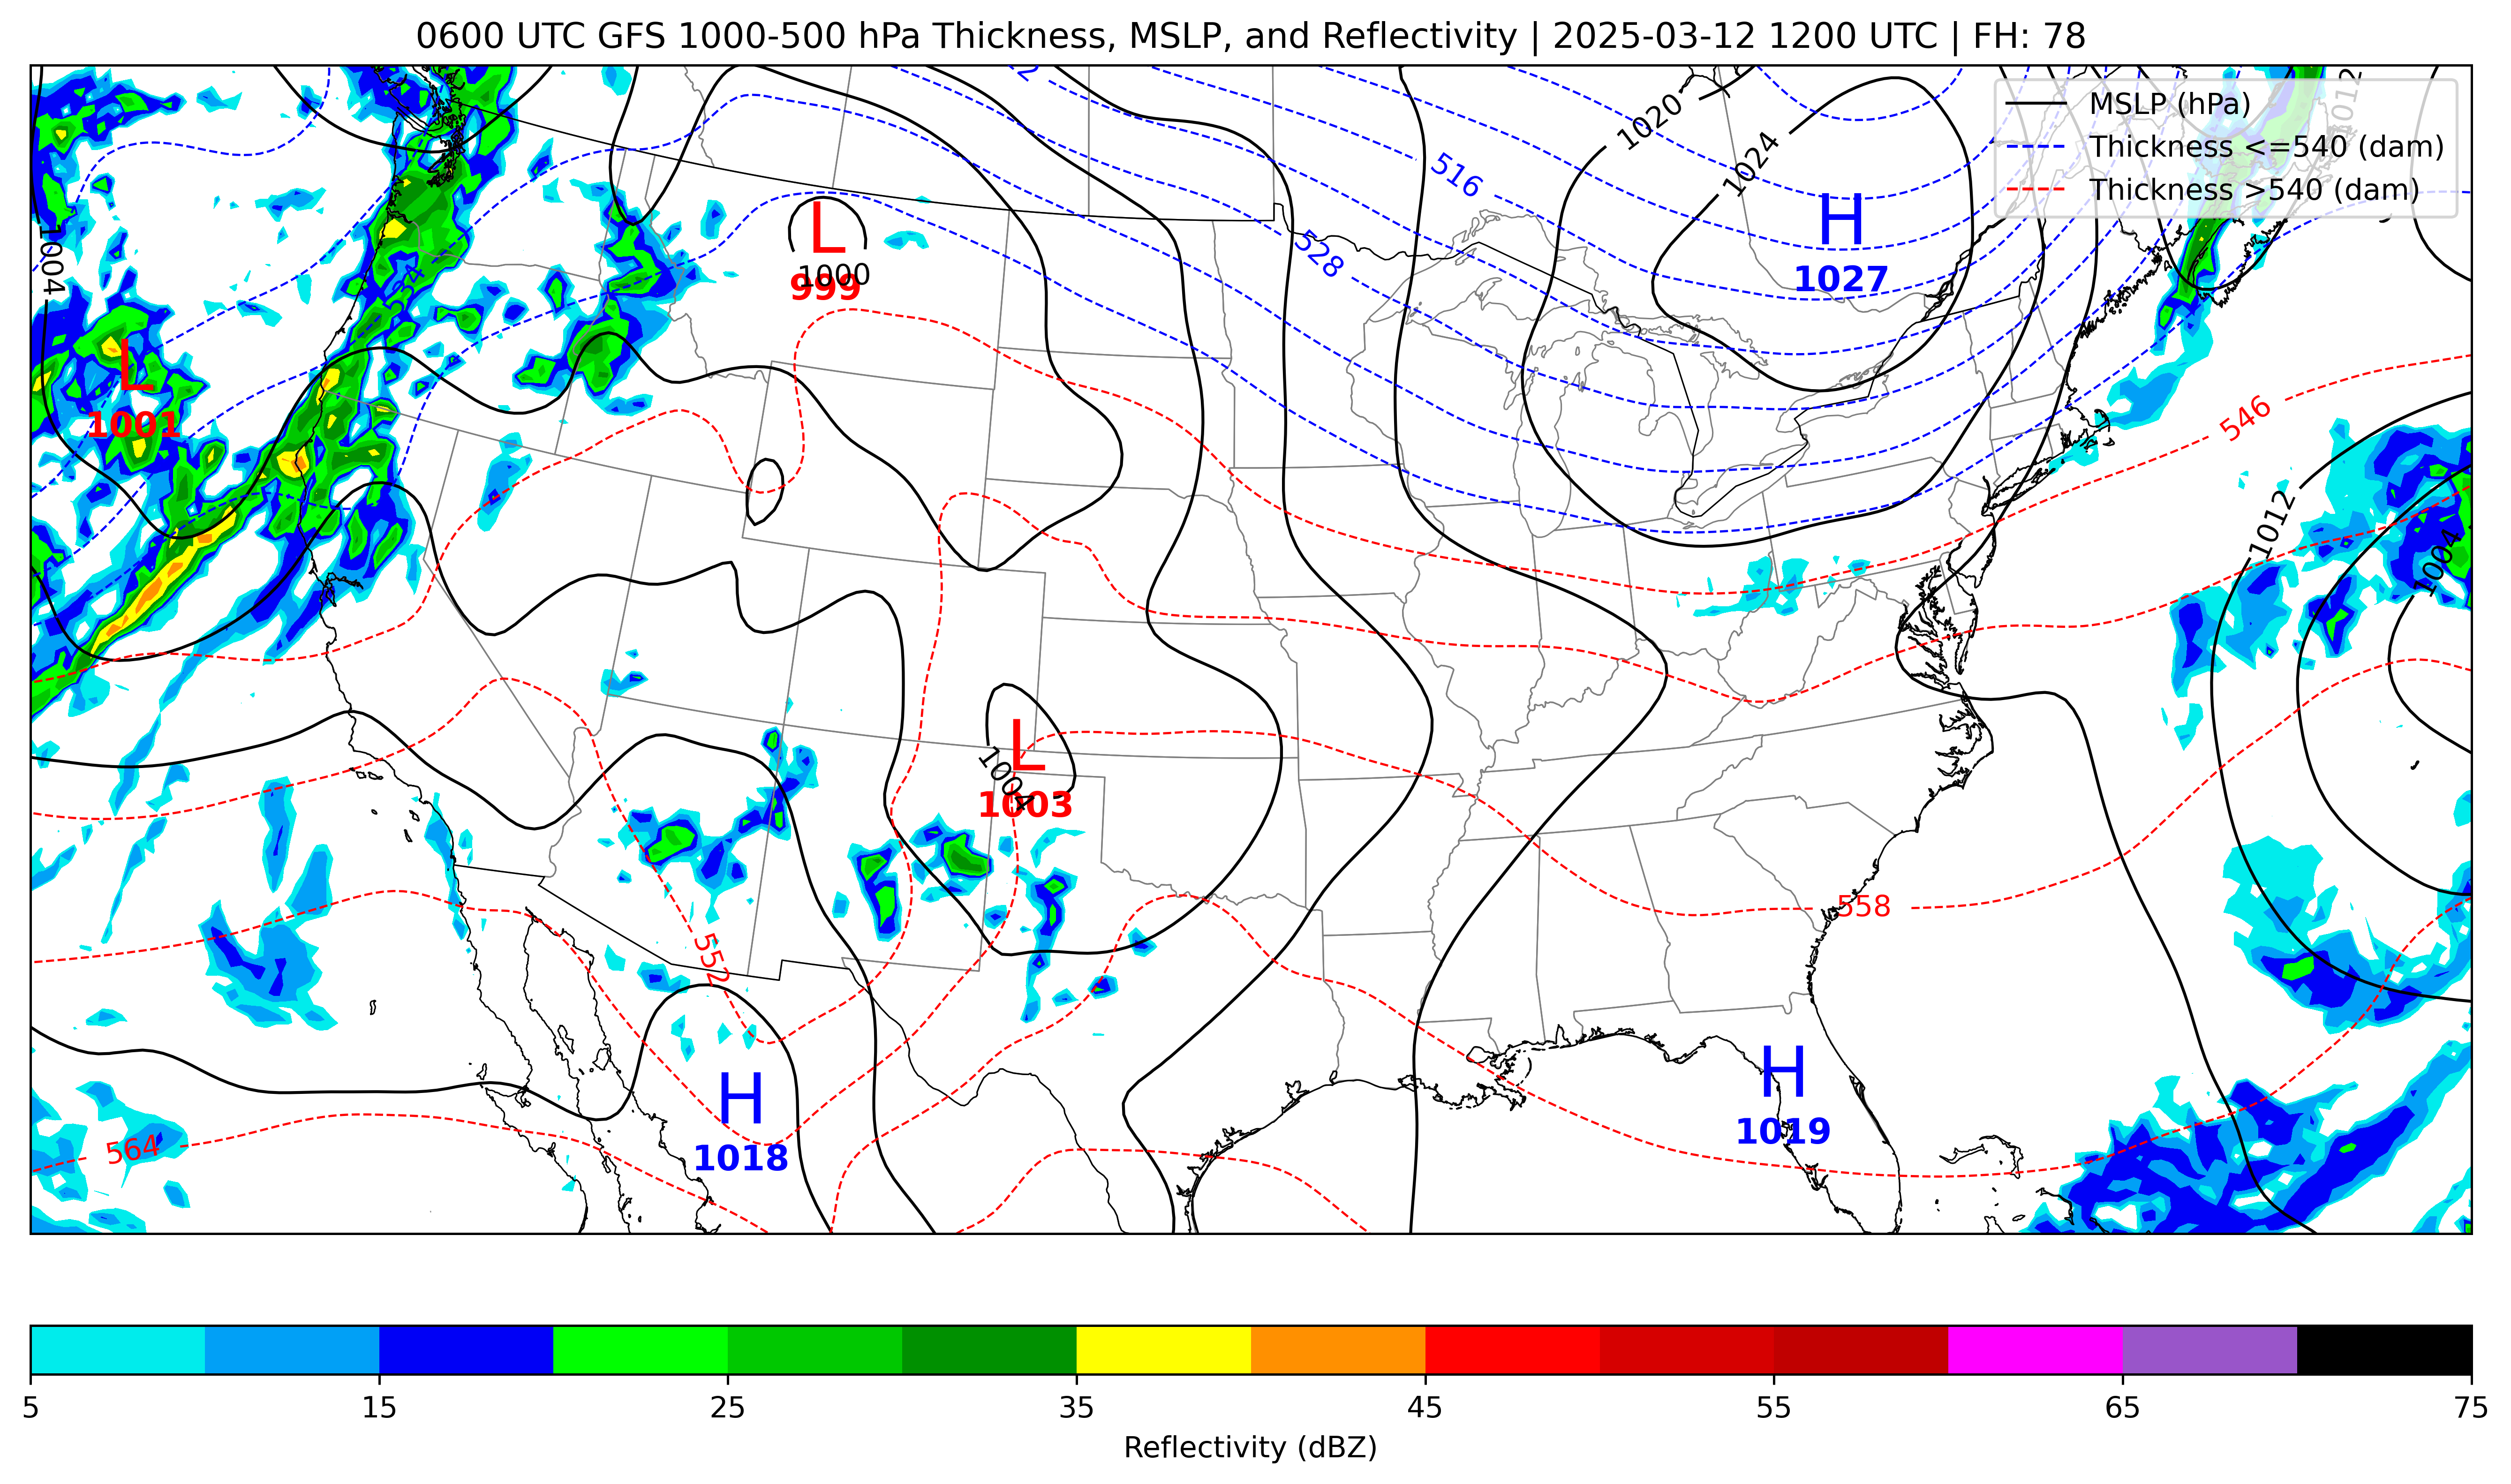 0600 UTC GFS 1000-500 hPa Thickness, MSLP, and Reflectivity | 2025-03-12 1200 UTC | FH: 78
MSLP (hPa)
Thickness <=540 (dam)
Thickness >540 (dam)
1012
1020
1024
516
528
H
1027
L
1000
999
1004
L
1001
546
1012
1004
L
1004
1003
558
552
H
1018
H
1019
564
5 15 25 35 45 55 65 75
Reflectivity (dBZ)